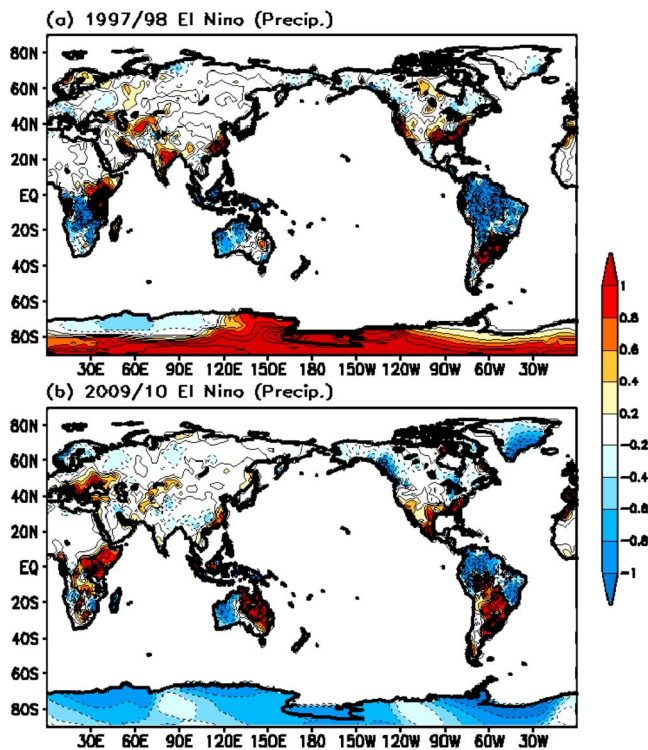 (a) 1997/98 El Nino (Precip.)
80N
60N
40N
20N
EQ
20S
40S
60S
80S
30E 60E 90E 120E 150E 180 150W 120W 90W 60W 30W
1
0.8
0.6
0.4
0.2
-0.2
-0.4
-0.6
-0.8
-1
(b) 2009/10 El Nino (Precip.)
80N
60N
40N
20N
EQ
20S
40S
60S
80S
30E 60E 90E 120E 150E 180 150W 120W 90W 60W 30W